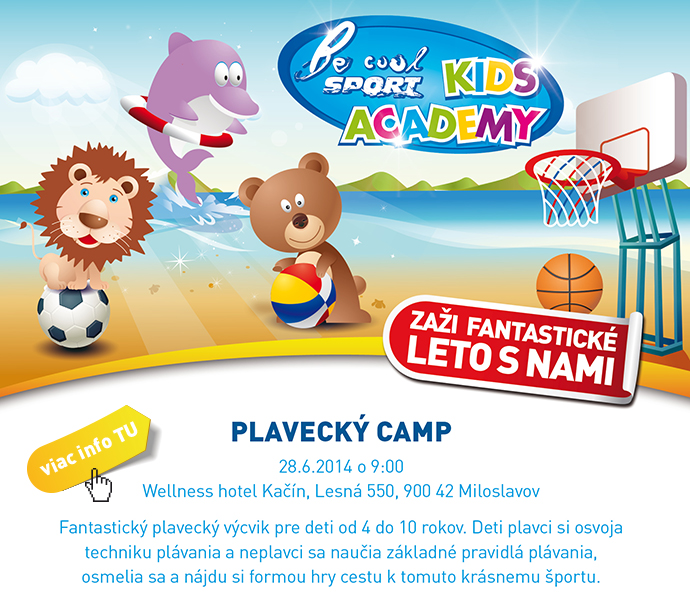 Be cool
SPORT
KIDS
ACADEMY
ZAŽI FANTASTICKÉ
LETO S NAMI
viac info TU
PLAVECKÝ CAMP
28.6.2014 o 9:00
Wellness hotel Kačín, Lesná 550, 900 42 Miloslavov
Fantastický plavecký výcvik pre deti od 4 do 10 rokov. Deti plavci si osvoja
techniku plávania a neplavci sa naučia základné pravidlá plávania,
osmelia sa a nájdu si formou hry cestu k tomuto krásnemu športu.